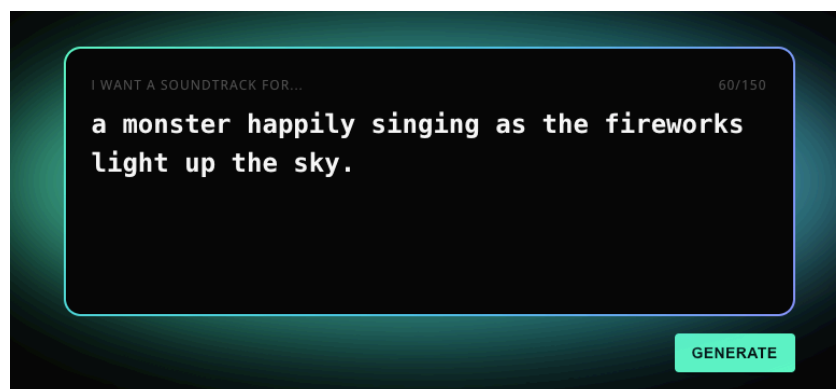 I WANT A SOUNDTRACK FOR...
60/150
a monster happily singing as the fireworks
light up the sky.
GENERATE